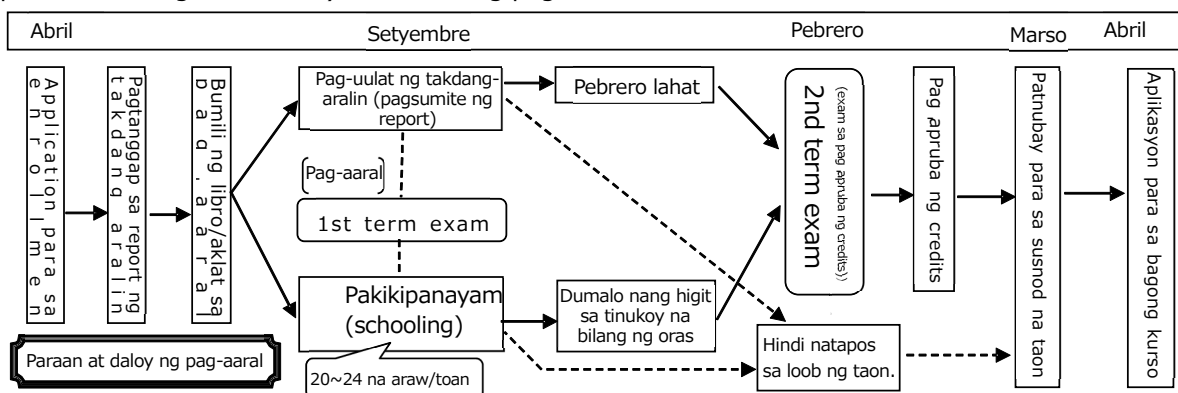 Abril
Setyembre
Pebrero
Marso
Abril
Application para sa
enrolmen
Pagtanggap sa report ng
takdang aralin
Bumili ng libro/aklat sa
Pag-uulat ng takdang-
aralin (pagsumite ng
report)
[Pag-aaral]
1st term exam
Pakikipanayam
(schooling)
20~24 na araw/toan
Pebrero lahat
Dumalo nang higit
sa tinukoy na
bilang ng oras
(exam sa pag apruba ng credits))
2nd term exam
Hindi natapos
sa loob ng taon.
Pag apruba ng credits
Patnubay para sa susnod na taon
Aplikasyon para sa bagong kurso
Paraan at daloy ng pag-aaral